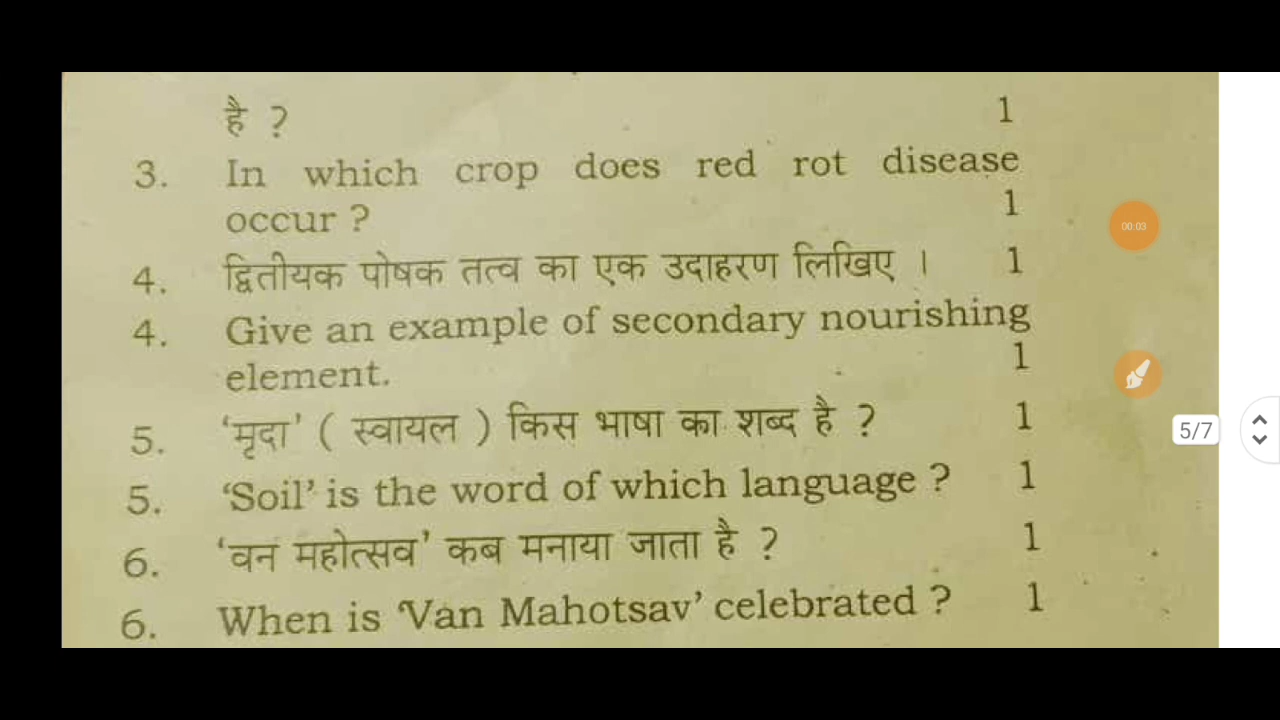 है ? 1
3. In which crop does red rot disease
occur ? 1
4. द्वितीयक पोषक तत्व का एक उदाहरण लिखिए । 1
4. Give an example of secondary nourishing
element. 1
5. ‘मृदा’ ( स्वायल ) किस भाषा का शब्द है ? 1
5. ‘Soil’ is the word of which language ? 1
6. ‘वन महोत्सव’ कब मनाया जाता है ? 1
6. When is ‘Van Mahotsav’ celebrated ? 1
00:03
5/7